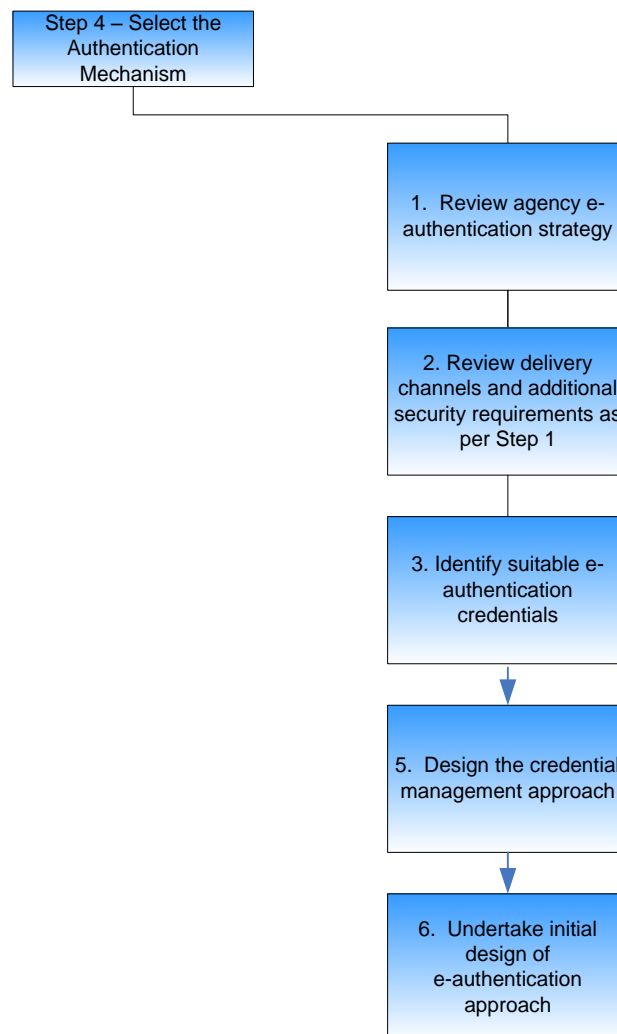 Step 4 – Select the
Authentication
Mechanism
1. Review agency e-
authentication strategy
2. Review delivery
channels and additional
security requirements as
per Step 1
3. Identify suitable e-
authentication
credentials
5. Design the credential
management approach
6. Undertake initial
design of
e-authentication
approach